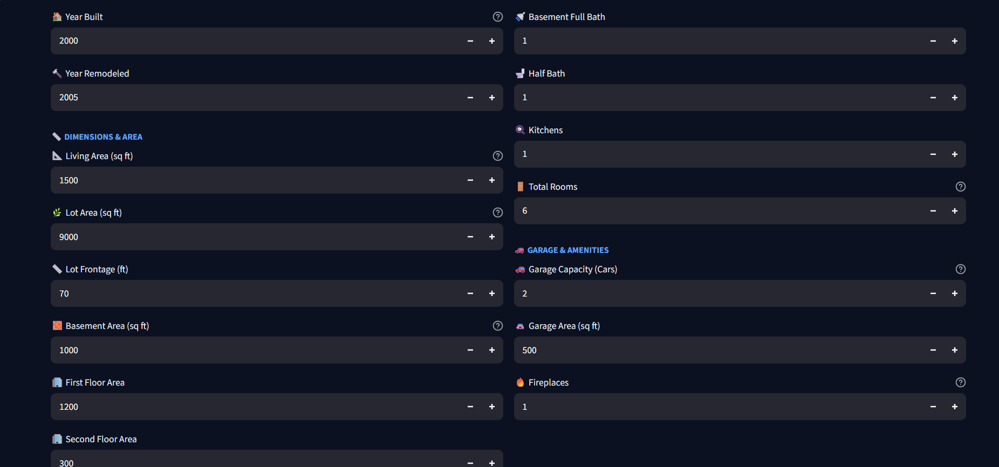 Year Built
2000
Year Remodeled
2005
DIMENSIONS & AREA
Living Area (sq ft)
1500
Lot Area (sq ft)
9000
Lot Frontage (ft)
70
Basement Area (sq ft)
1000
First Floor Area
1200
Second Floor Area
300
Basement Full Bath
1
Half Bath
1
Kitchens
1
Total Rooms
6
GARAGE & AMENITIES
Garage Capacity (Cars)
2
Garage Area (sq ft)
500
Fireplaces
1